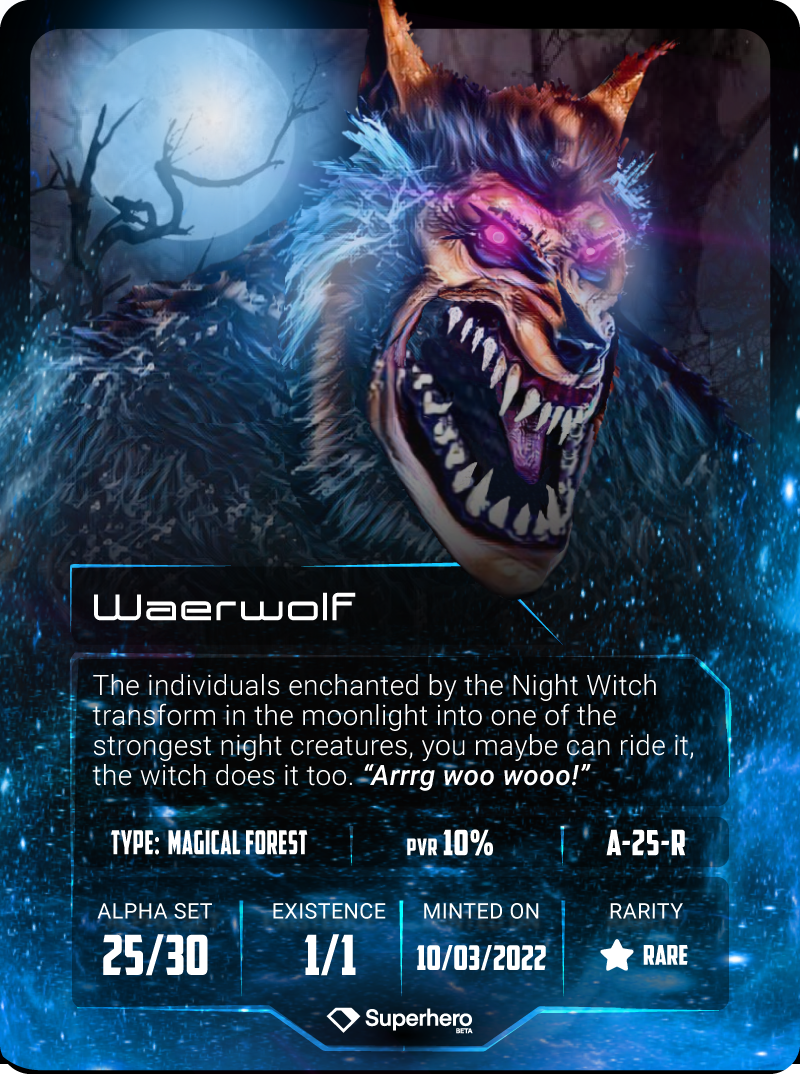 Waerwolf
The individuals enchanted by the Night Witch
transform in the moonlight into one of the
strongest night creatures, you maybe can ride it,
the witch does it too. “Arrrg woo wooo!”
TYPE: MAGICAL FOREST PVR 10% A-25-R
ALPHA SET EXISTENCE MINTED ON RARITY
25/30 1/1 10/03/2022 RARE
Superhero
BETA